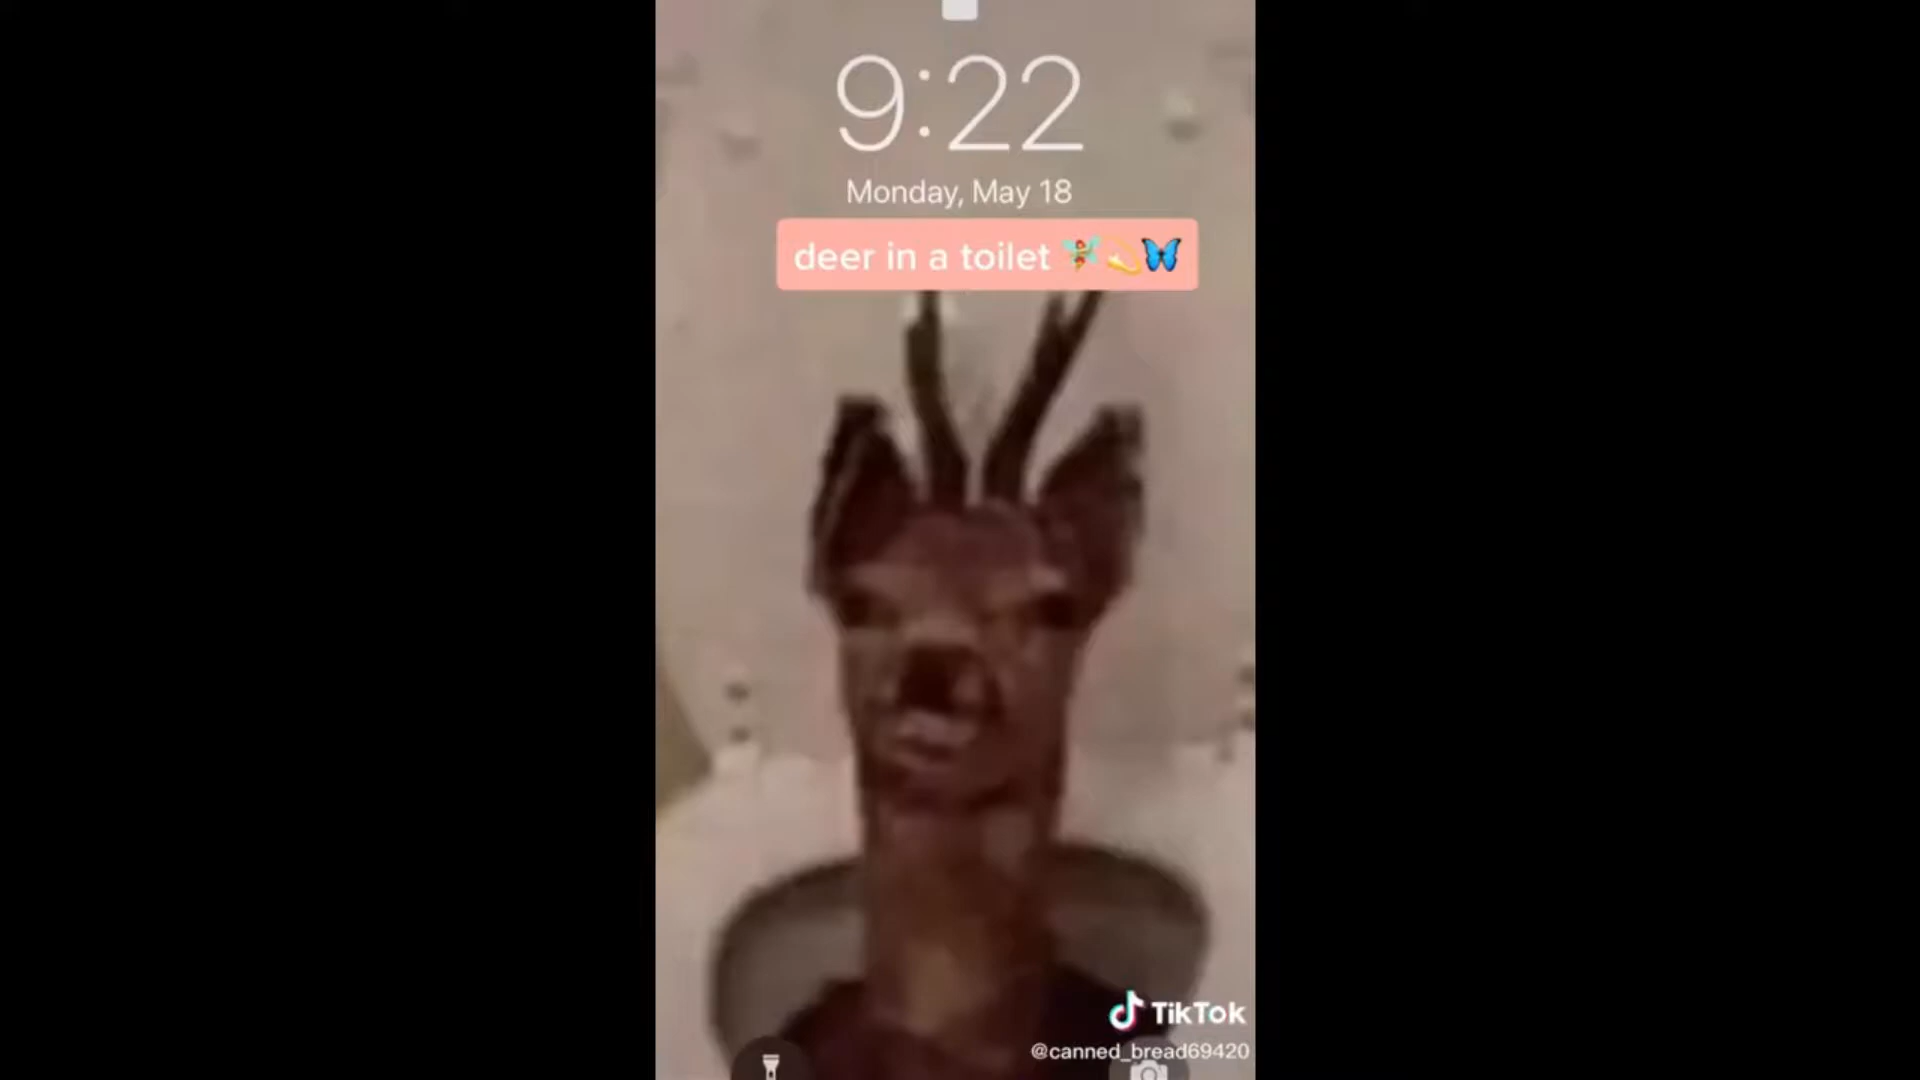 9:22
Monday, May 18
deer in a toilet 🧚💫🦋
TikTok
@canned_bread69420